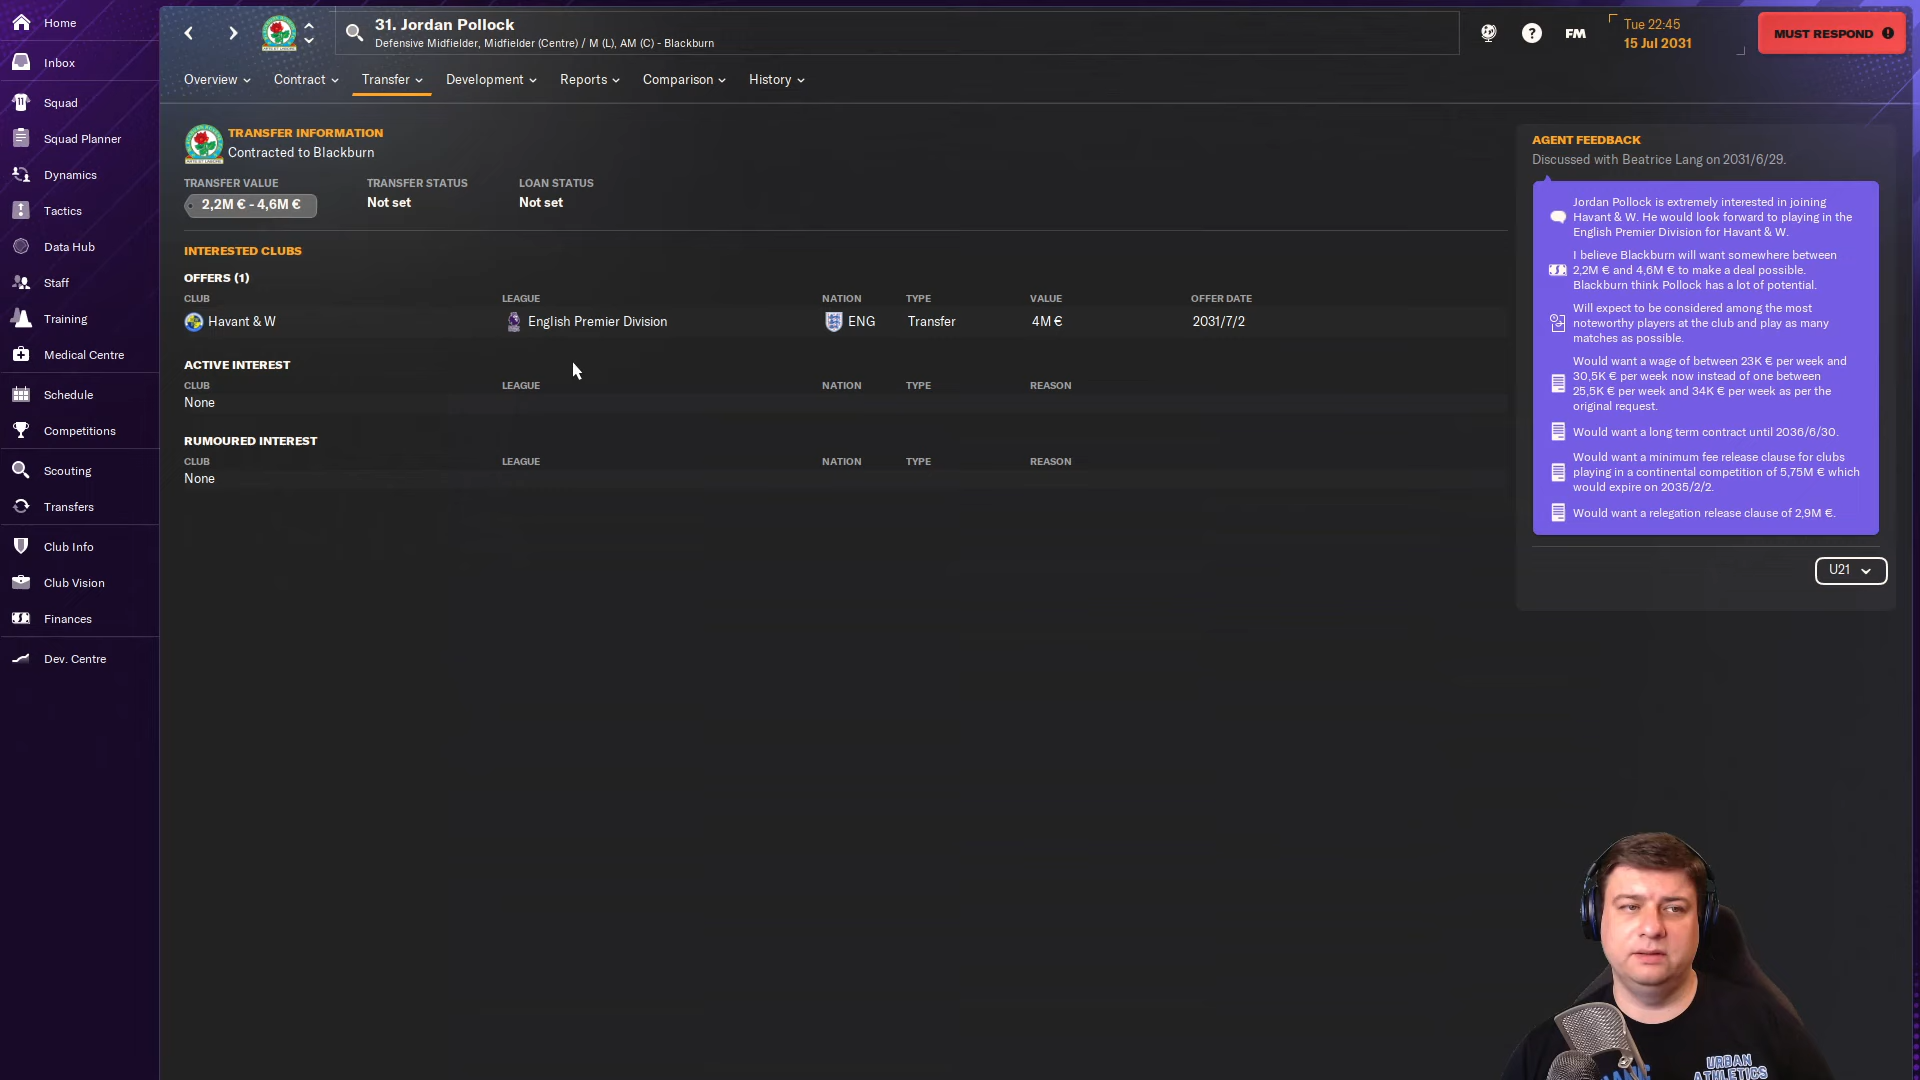 Home
Inbox
Squad
Squad Planner
Dynamics
Tactics
Data Hub
Staff
Training
Medical Centre
Schedule
Competitions
Scouting
Transfers
Club Info
Club Vision
Finances
Dev. Centre
31. Jordan Pollock
Defensive Midfielder, Midfielder (Centre) / M (L), AM (C) - Blackburn
FM
Tue 22:45
15 Jul 2031
MUST RESPOND
Overview
Contract
Transfer
Development
Reports
Comparison
History
TRANSFER INFORMATION
Contracted to Blackburn
TRANSFER VALUE
TRANSFER STATUS
LOAN STATUS
2,2M € - 4,6M €
Not set
Not set
INTERESTED CLUBS
OFFERS (1)
CLUB LEAGUE NATION TYPE VALUE OFFER DATE
Havant & W English Premier Division ENG Transfer 4M € 2031/7/2
ACTIVE INTEREST
CLUB LEAGUE NATION TYPE REASON
None
RUMOURED INTEREST
CLUB LEAGUE NATION TYPE REASON
None
AGENT FEEDBACK
Discussed with Beatrice Lang on 2031/6/29.
Jordan Pollock is extremely interested in joining
Havant & W. He would look forward to playing in the
English Premier Division for Havant & W.
I believe Blackburn will want somewhere between
2,2M € and 4,6M € to make a deal possible.
Blackburn think Pollock has a lot of potential.
Will expect to be considered among the most
noteworthy players at the club and play as many
matches as possible.
Would want a wage of between 23K € per week and
30,5K € per week now instead of one between
25,5K € per week and 34K € per week as per the
original request.
Would want a long term contract until 2036/6/30.
Would want a minimum fee release clause for clubs
playing in a continental competition of 5,75M € which
would expire on 2035/2/2.
Would want a relegation release clause of 2,9M €.
U21
URBAN
ATHLETICS